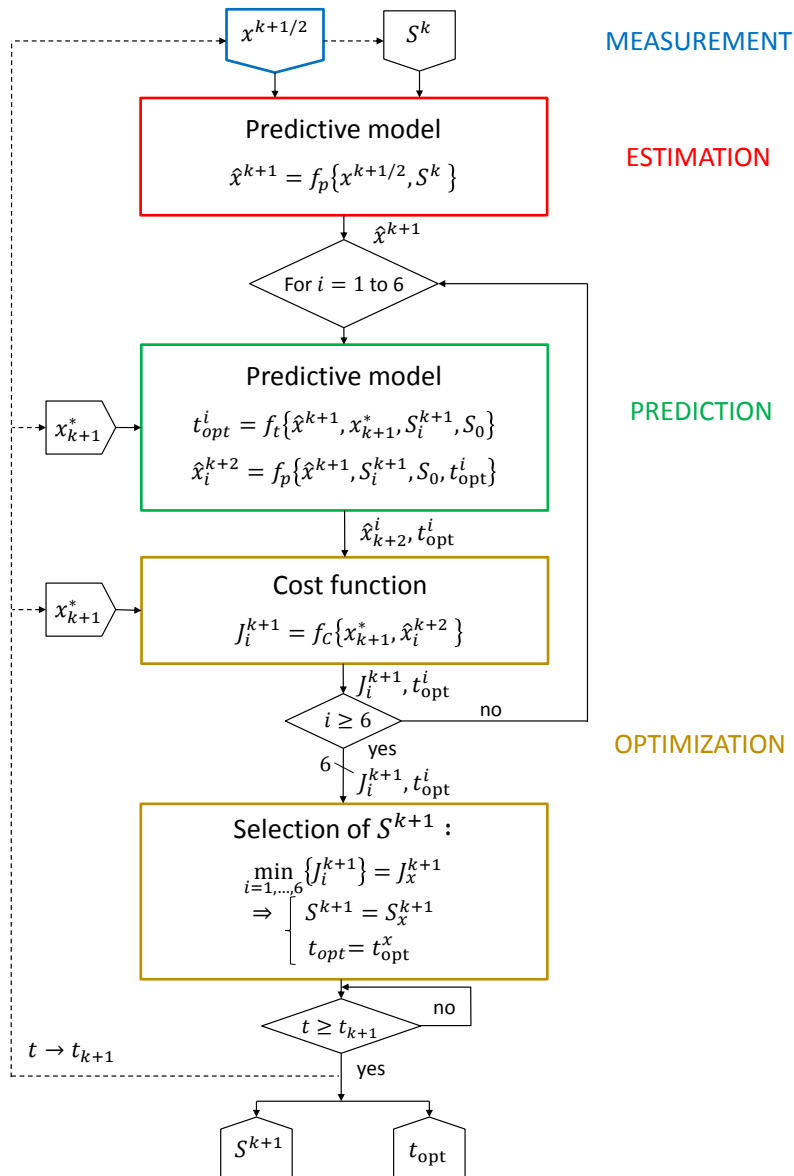 x^{k+1/2}
S^k
MEASUREMENT
Predictive model
x̂^{k+1} = f_p{x^{k+1/2}, S^k}
ESTIMATION
x̂^{k+1}
For i = 1 to 6
Predictive model
x^*_{k+1}
t^i_{opt} = f_t{x̂^{k+1}, x^*_{k+1}, S_i^{k+1}, S_0}
PREDICTION
x̂_i^{k+2} = f_p{x̂^{k+1}, S_i^{k+1}, S_0, t^i_{opt}}
x̂^i_{k+2}, t^i_{opt}
Cost function
x^*_{k+1}
J_i^{k+1} = f_C{x^*_{k+1}, x̂_i^{k+2}}
J_i^{k+1}, t^i_{opt}
i ≥ 6
no
OPTIMIZATION
yes
6
J_i^{k+1}, t^i_{opt}
Selection of S^{k+1} :
min_{i=1,…,6}{J_i^{k+1}} = J_x^{k+1}
⇒ { S^{k+1} = S_x^{k+1}
t_{opt} = t^x_{opt}
no
t ≥ t_{k+1}
t → t_{k+1}
yes
S^{k+1}
t_{opt}